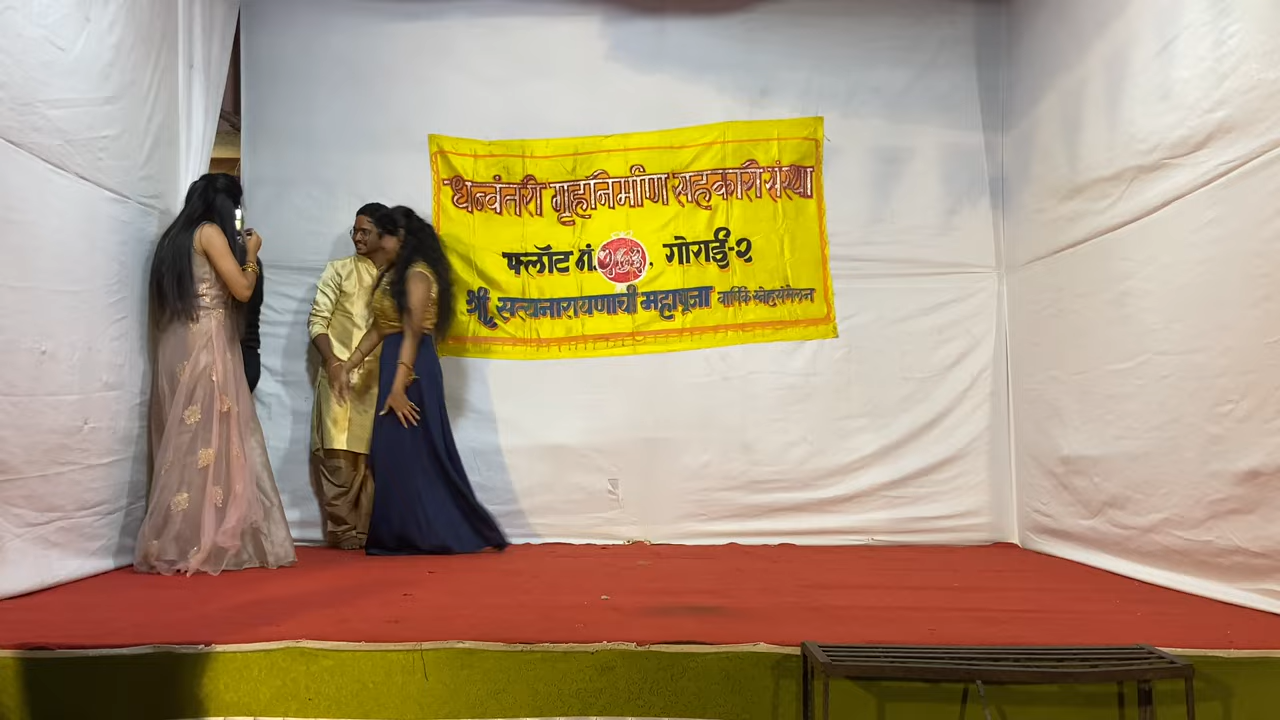 धन्वंतरी गृहनिर्माण सहकारी संस्था
प्लॉट नं. गोराई-२
श्री. सत्यनारायणाची महापूजा वार्षिक स्नेहसंमेलन